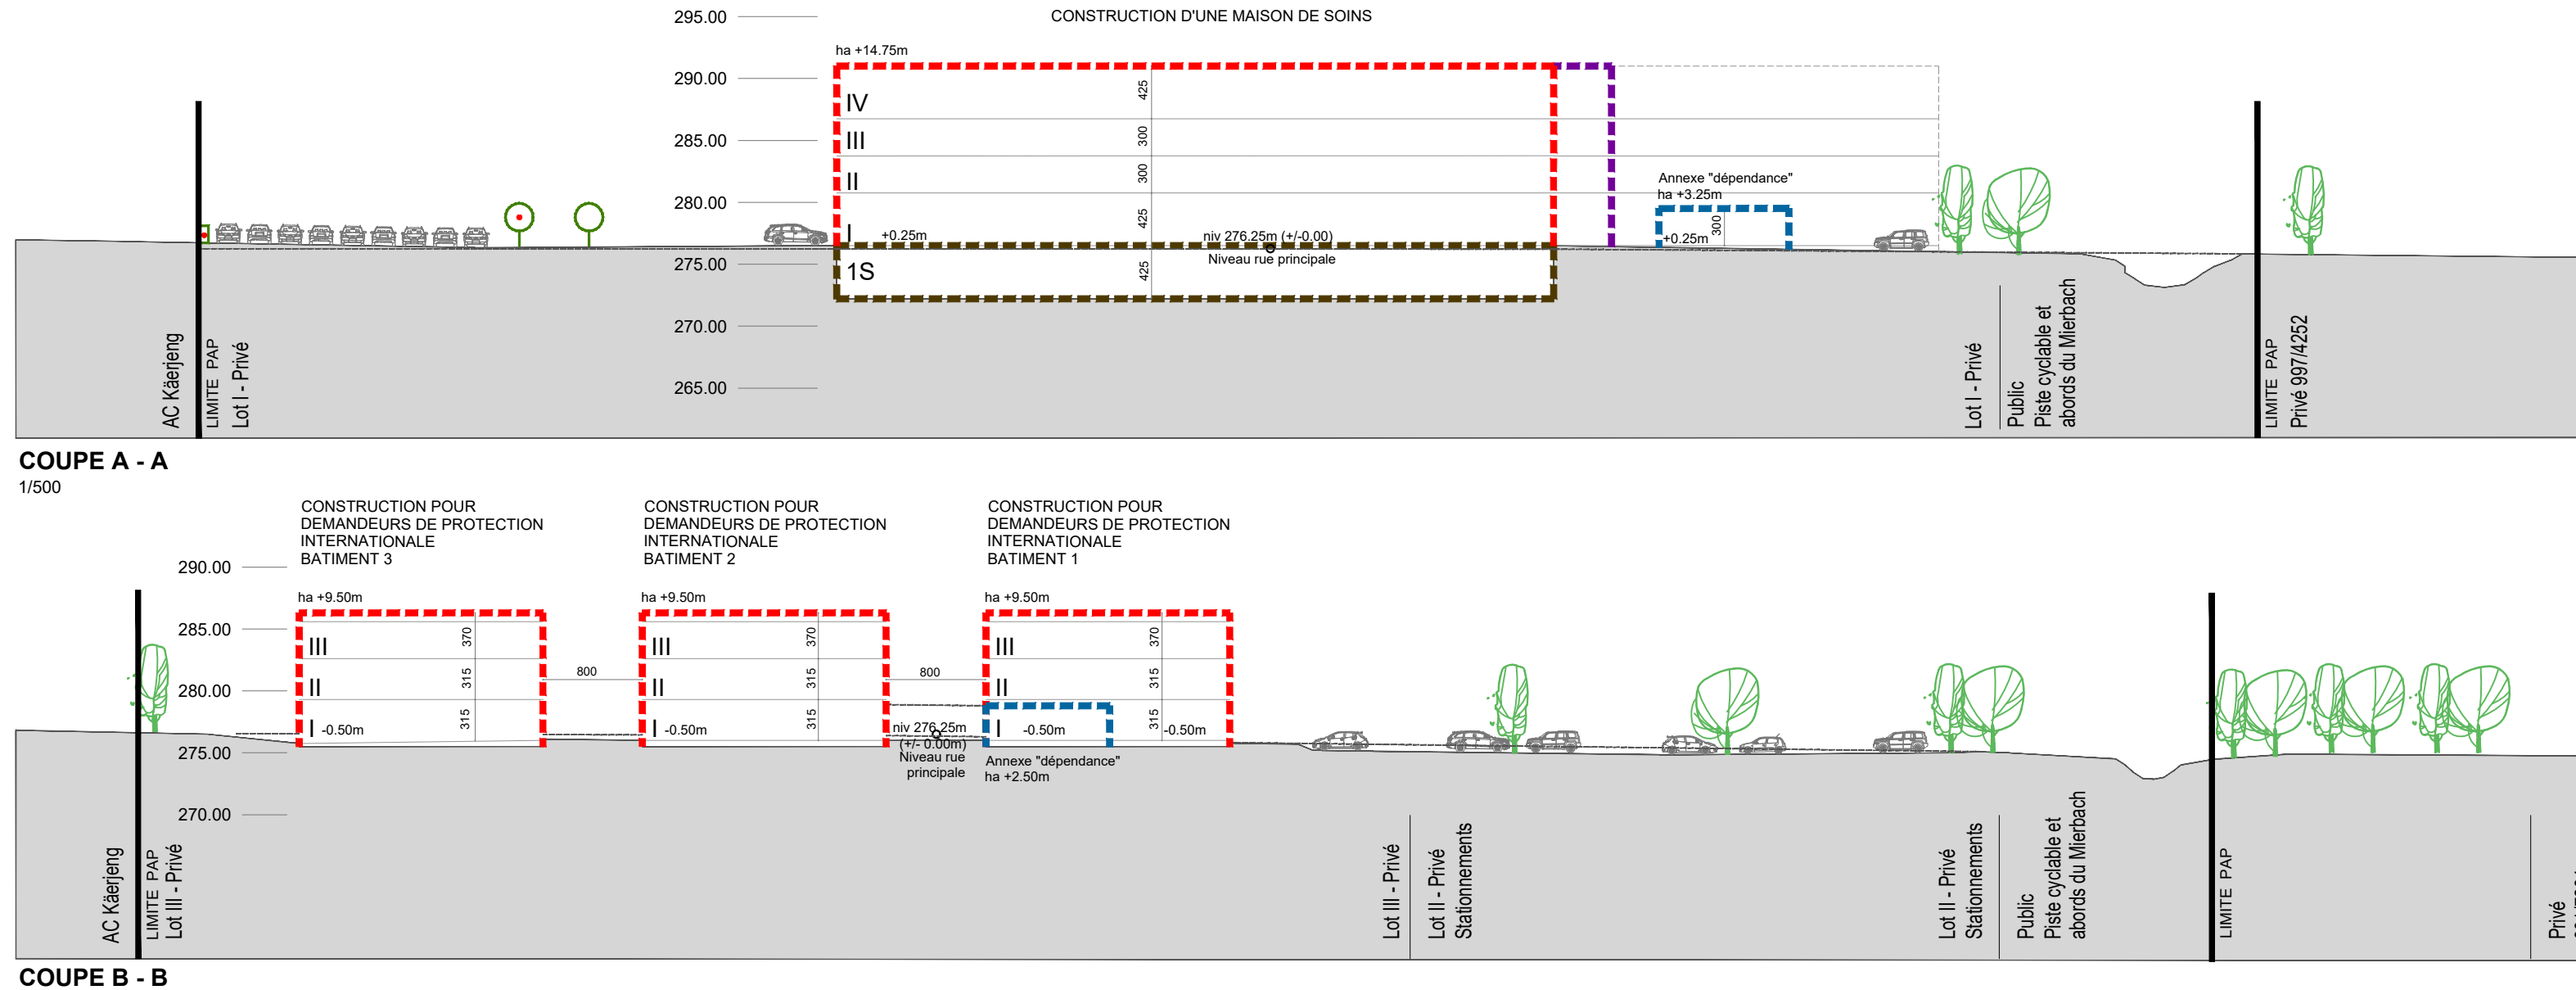 CONSTRUCTION D'UNE MAISON DE SOINS
295.00
290.00
285.00
280.00
275.00
270.00
265.00
ha +14.75m
IV
III
II
I
1S
425
300
300
425
425
+0.25m
niv 276.25m (+/-0.00)
Niveau rue principale
Annexe "dépendance"
ha +3.25m
300
+0.25m
AC Käerjeng
LIMITE PAP
Lot I - Privé
Lot I - Privé
Public
Piste cyclable et
abords du Mierbach
LIMITE PAP
Privé 997/4252
COUPE A - A
1/500
CONSTRUCTION POUR
DEMANDEURS DE PROTECTION
INTERNATIONALE
BATIMENT 3
CONSTRUCTION POUR
DEMANDEURS DE PROTECTION
INTERNATIONALE
BATIMENT 2
CONSTRUCTION POUR
DEMANDEURS DE PROTECTION
INTERNATIONALE
BATIMENT 1
290.00
285.00
280.00
275.00
270.00
ha +9.50m
III
II
I
-0.50m
370
315
315
800
ha +9.50m
III
II
I
-0.50m
370
315
315
800
niv 276.25m
(+/- 0.00m)
Niveau rue
principale
ha +9.50m
III
II
I
-0.50m
370
315
315
-0.50m
Annexe "dépendance"
ha +2.50m
AC Käerjeng
LIMITE PAP
Lot III - Privé
Lot III - Privé
Lot II - Privé
Stationnements
Lot II - Privé
Stationnements
Public
Piste cyclable et
abords du Mierbach
LIMITE PAP
Privé
COUPE B - B